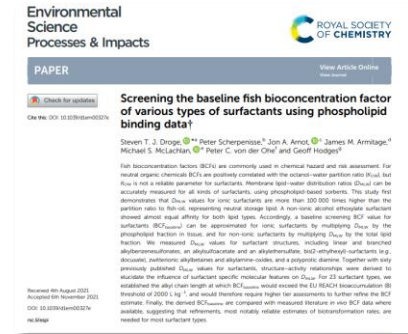 Environmental
Science
Processes & Impacts
ROYAL SOCIETY
OF CHEMISTRY
PAPER
View Article Online
View Journal
Check for updates
Cite this: DOI: 10.1039/d1em00327e
Screening the baseline fish bioconcentration factor
of various types of surfactants using phospholipid
binding data†
Steven T. J. Droge, *ᵃ Peter Scherpenisse,ᵇ Jon A. Arnot, ᶜ James M. Armitage,ᵈ
Michael S. McLachlan, ᵉ Peter C. von der Oheᶠ and Geoff Hodgesᵍ
Fish bioconcentration factors (BCFs) are commonly used in chemical hazard and risk assessment. For
neutral organic chemicals BCFs are positively correlated with the octanol–water partition ratio (KOW), but
KOW is not a reliable parameter for surfactants. Membrane lipid–water distribution ratios (DMLW) can be
accurately measured for all kinds of surfactants, using phospholipid-based sorbents. This study first
demonstrates that DMLW values for ionic surfactants are more than 100 000 times higher than the
partition ratio to fish-oil, representing neutral storage lipid. A non-ionic alcohol ethoxylate surfactant
showed almost equal affinity for both lipid types. Accordingly, a baseline screening BCF value for
surfactants (BCFbaseline) can be approximated for ionic surfactants by multiplying DMLW by the
phospholipid fraction in tissue, and for non-ionic surfactants by multiplying DMLW by the total lipid
fraction. We measured DMLW values for surfactant structures, including linear and branched
alkylbenzenesulfonates, an alkylsulfoacetate and an alkylethersulfate, bis(2-ethylhexyl)-surfactants (e.g.,
docusate), zwitterionic alkylbetaines and alkylamine-oxides, and a polyprotic diamine. Together with sixty
previously published DMLW values for surfactants, structure–activity relationships were derived to
elucidate the influence of surfactant specific molecular features on DMLW. For 23 surfactant types, we
established the alkyl chain length at which BCFbaseline would exceed the EU REACH bioaccumulation (B)
threshold of 2000 L kg⁻¹, and would therefore require higher tier assessments to further refine the BCF
estimate. Finally, the derived BCFbaseline are compared with measured literature in vivo BCF data where
available, suggesting that refinements, most notably reliable estimates of biotransformation rates, are
needed for most surfactant types.
Received 4th August 2021
Accepted 6th November 2021
DOI: 10.1039/d1em00327e
rsc.li/espi